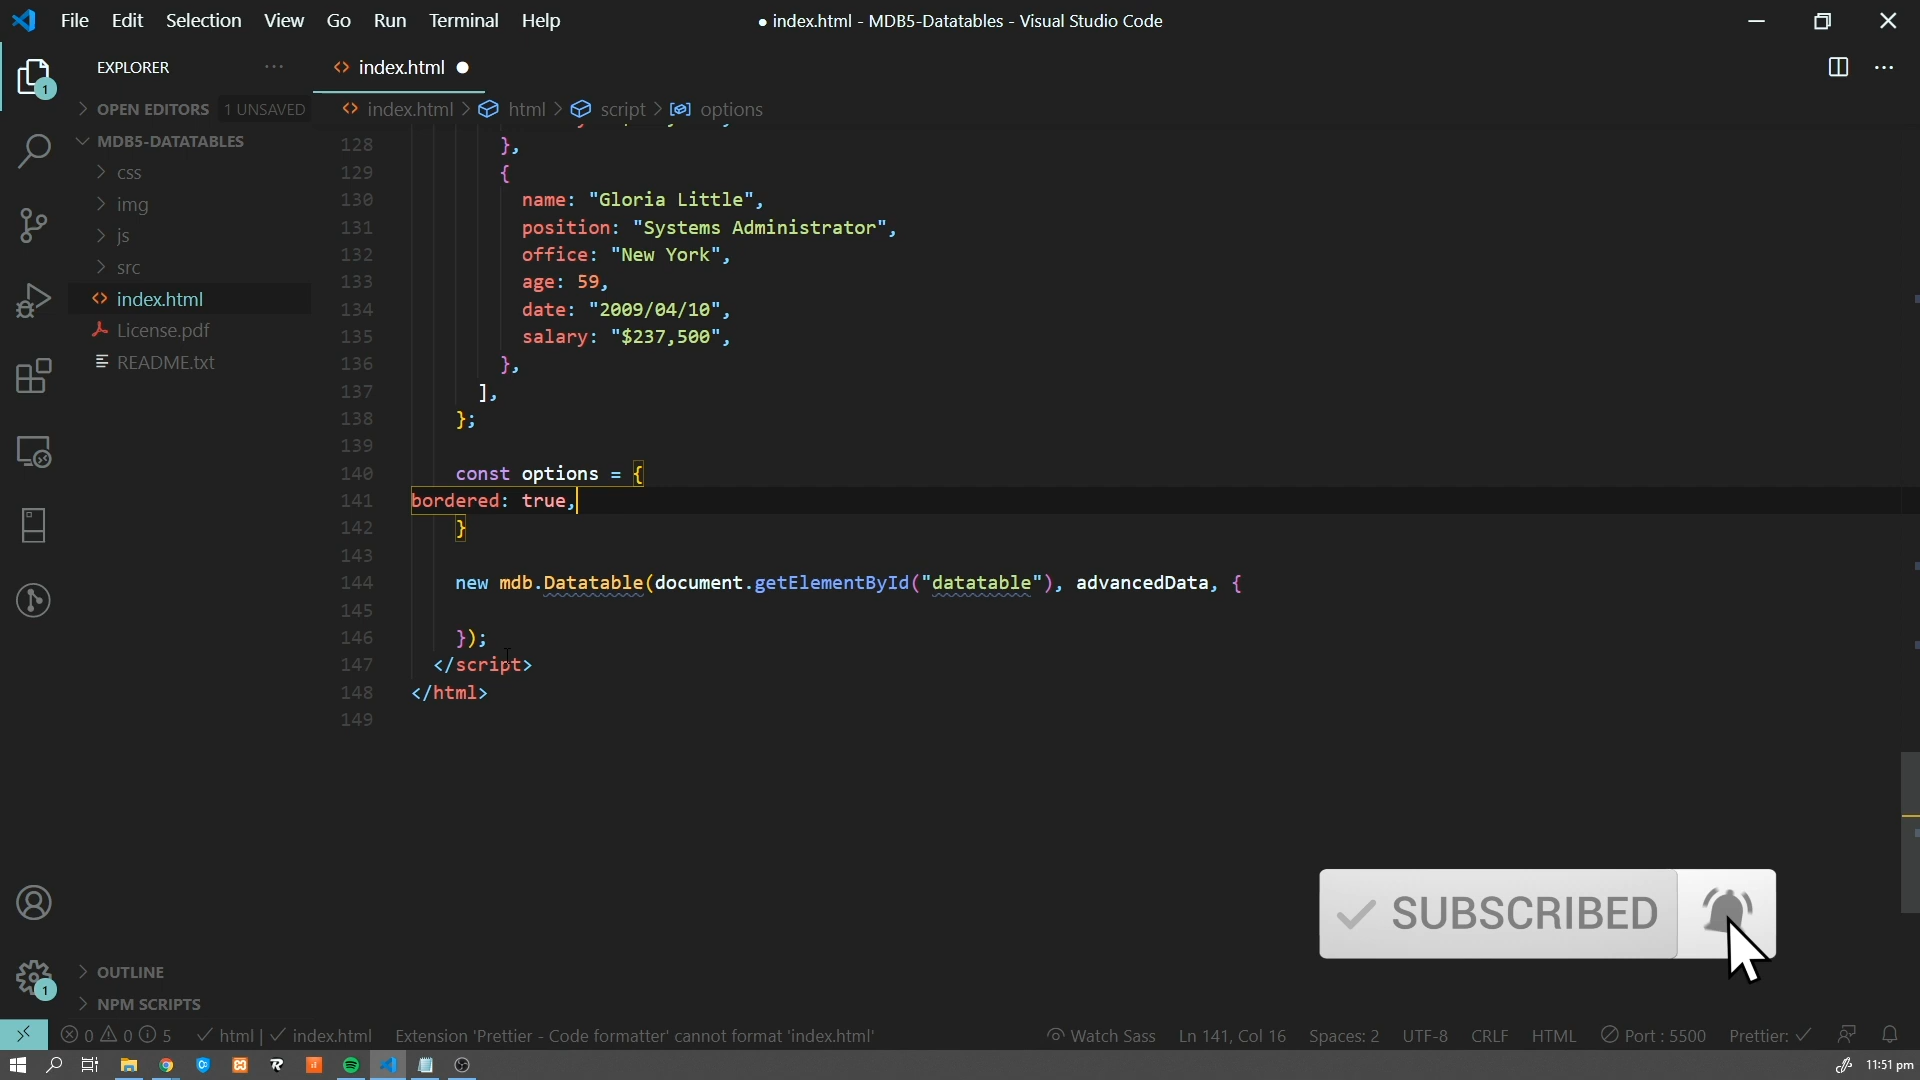 File Edit Selection View Go Run Terminal Help
● index.html - MDB5-Datatables - Visual Studio Code
EXPLORER
index.html
OPEN EDITORS 1 UNSAVED
index.html > html > script > options
MDB5-DATATABLES
css
img
js
src
index.html
License.pdf
README.txt
128 },
129 {
130 name: "Gloria Little",
131 position: "Systems Administrator",
132 office: "New York",
133 age: 59,
134 date: "2009/04/10",
135 salary: "$237,500",
136 },
137 ],
138 };
139
140 const options = {
141 bordered: true,
142 }
143
144 new mdb.Datatable(document.getElementById("datatable"), advancedData, {
145
146 });
147 </script>
148 </html>
149
1
SUBSCRIBED
OUTLINE
1
NPM SCRIPTS
0 0 5 html | index.html Extension 'Prettier - Code formatter' cannot format 'index.html' Watch Sass Ln 141, Col 16 Spaces: 2 UTF-8 CRLF HTML Port : 5500 Prettier:
11:51 pm